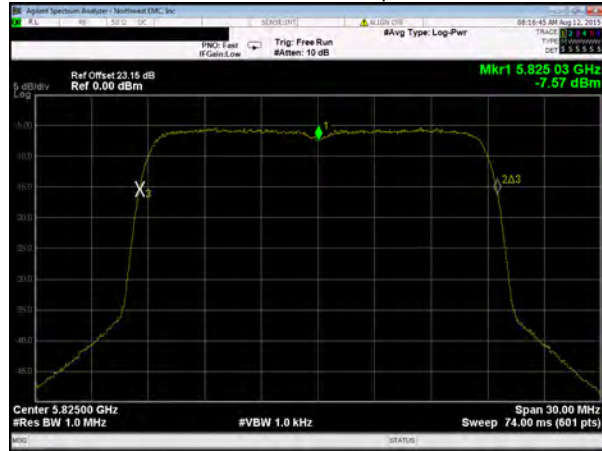 Agilent Spectrum Analyzer - Northwest EMC, Inc
RL RF 50 Ω DC SENSE:INT ALIGN OFF 08:16:45 AM Aug 12, 2015
#Avg Type: Log-Pwr TRACE 1 2 3 4 5 6
PNO: Fast Trig: Free Run TYPE
IFGain:Low #Atten: 10 dB DET S S S S S S
Mkr1 5.825 03 GHz
-7.57 dBm
Ref Offset 23.15 dB
5 dB/div Ref 0.00 dBm
Log
-5.00
1
-10.0
2Δ3
-15.0
3
-20.0
-25.0
-30.0
-35.0
-40.0
-45.0
Center 5.82500 GHz Span 30.00 MHz
#Res BW 1.0 MHz #VBW 1.0 kHz Sweep 74.00 ms (601 pts)
MSG STATUS